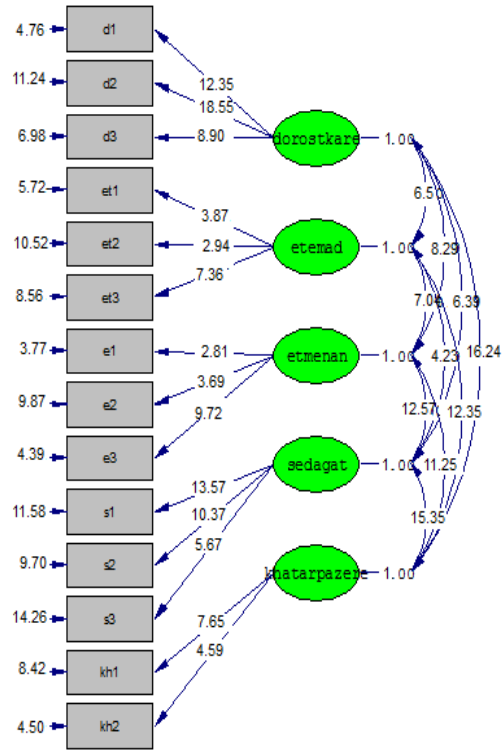 4.76 d1
12.35
11.24 d2
18.55
6.98 d3 8.90 dorostkare 1.00
5.72 et1 6.50
3.87
10.52 et2 2.94 etemad 1.00 8.29
7.36
8.56 et3 7.04 6.39
3.77 e1 2.81 etmenan 1.00 4.23 16.24
3.69
9.87 e2
9.72 12.57 12.35
4.39 e3 sedagat 1.00 11.25
13.57
11.58 s1 10.37
5.67 15.35
9.70 s2 khatarpazere 1.00
14.26 s3 7.65
8.42 kh1 4.59
4.50 kh2